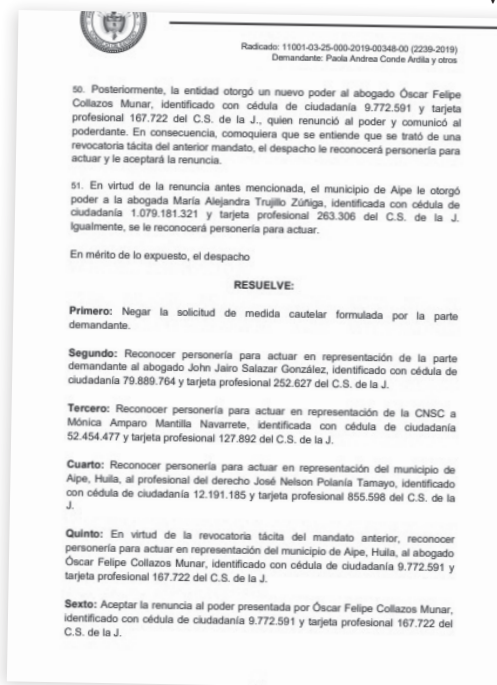 Radicado: 11001-03-25-000-2019-00348-00 (2239-2019)
Demandante: Paola Andrea Conde Ardila y otros
50. Posteriormente, la entidad otorgó un nuevo poder al abogado Óscar Felipe
Collazos Munar, identificado con cédula de ciudadanía 9.772.591 y tarjeta
profesional 167.722 del C.S. de la J., quien renunció al poder y comunicó al
poderdante. En consecuencia, comoquiera que se entiende que se trató de una
revocatoria tácita del anterior mandato, el despacho le reconocerá personería para
actuar y le aceptará la renuncia.
51. En virtud de la renuncia antes mencionada, el municipio de Aipe le otorgó
poder a la abogada María Alejandra Trujillo Zúñiga, identificada con cédula de
ciudadanía 1.079.181.321 y tarjeta profesional 263.306 del C.S. de la J.
Igualmente, se le reconocerá personería para actuar.
En mérito de lo expuesto, el despacho
RESUELVE:
Primero: Negar la solicitud de medida cautelar formulada por la parte
demandante.
Segundo: Reconocer personería para actuar en representación de la parte
demandante al abogado John Jairo Salazar González, identificado con cédula de
ciudadanía 79.889.764 y tarjeta profesional 252.627 del C.S. de la J.
Tercero: Reconocer personería para actuar en representación de la CNSC a
Mónica Amparo Mantilla Navarrete, identificada con cédula de ciudadanía
52.454.477 y tarjeta profesional 127.892 del C.S. de la J.
Cuarto: Reconocer personería para actuar en representación del municipio de
Aipe, Huila, al profesional del derecho José Nelson Polanía Tamayo, identificado
con cédula de ciudadanía 12.191.185 y tarjeta profesional 855.598 del C.S. de la
J.
Quinto: En virtud de la revocatoria tácita del mandato anterior, reconocer
personería para actuar en representación del municipio de Aipe, Huila, al abogado
Óscar Felipe Collazos Munar, identificado con cédula de ciudadanía 9.772.591 y
tarjeta profesional 167.722 del C.S. de la J.
Sexto: Aceptar la renuncia al poder presentada por Óscar Felipe Collazos Munar,
identificado con cédula de ciudadanía 9.772.591 y tarjeta profesional 167.722 del
C.S. de la J.